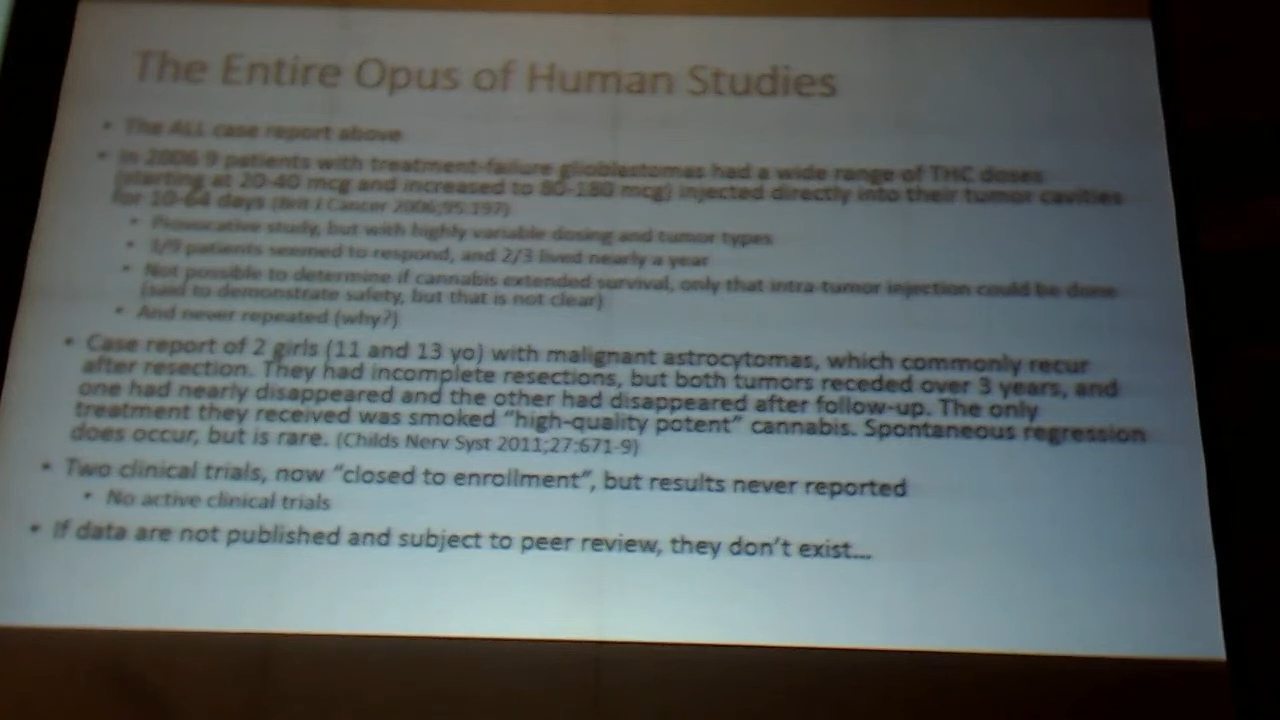 The Entire Opus of Human Studies
• The ALL case report above
• In 2006 9 patients with treatment-failure glioblastomas had a wide range of THC doses
(starting at 20-40 mcg and increased to 80-180 mcg) injected directly into their tumor cavities
for 10-64 days (Brit J Cancer 2006;95:197)
• Provocative study, but with highly variable dosing and tumor types
• 3/9 patients seemed to respond, and 2/3 lived nearly a year
• Not possible to determine if cannabis extended survival, only that intra-tumor injection could be done
(said to demonstrate safety, but that is not clear)
• And never repeated (why?)
• Case report of 2 girls (11 and 13 yo) with malignant astrocytomas, which commonly recur
after resection. They had incomplete resections, but both tumors receded over 3 years, and
one had nearly disappeared and the other had disappeared after follow-up. The only
treatment they received was smoked “high-quality potent” cannabis. Spontaneous regression
does occur, but is rare. (Childs Nerv Syst 2011;27:671-9)
• Two clinical trials, now “closed to enrollment”, but results never reported
• No active clinical trials
• If data are not published and subject to peer review, they don’t exist...